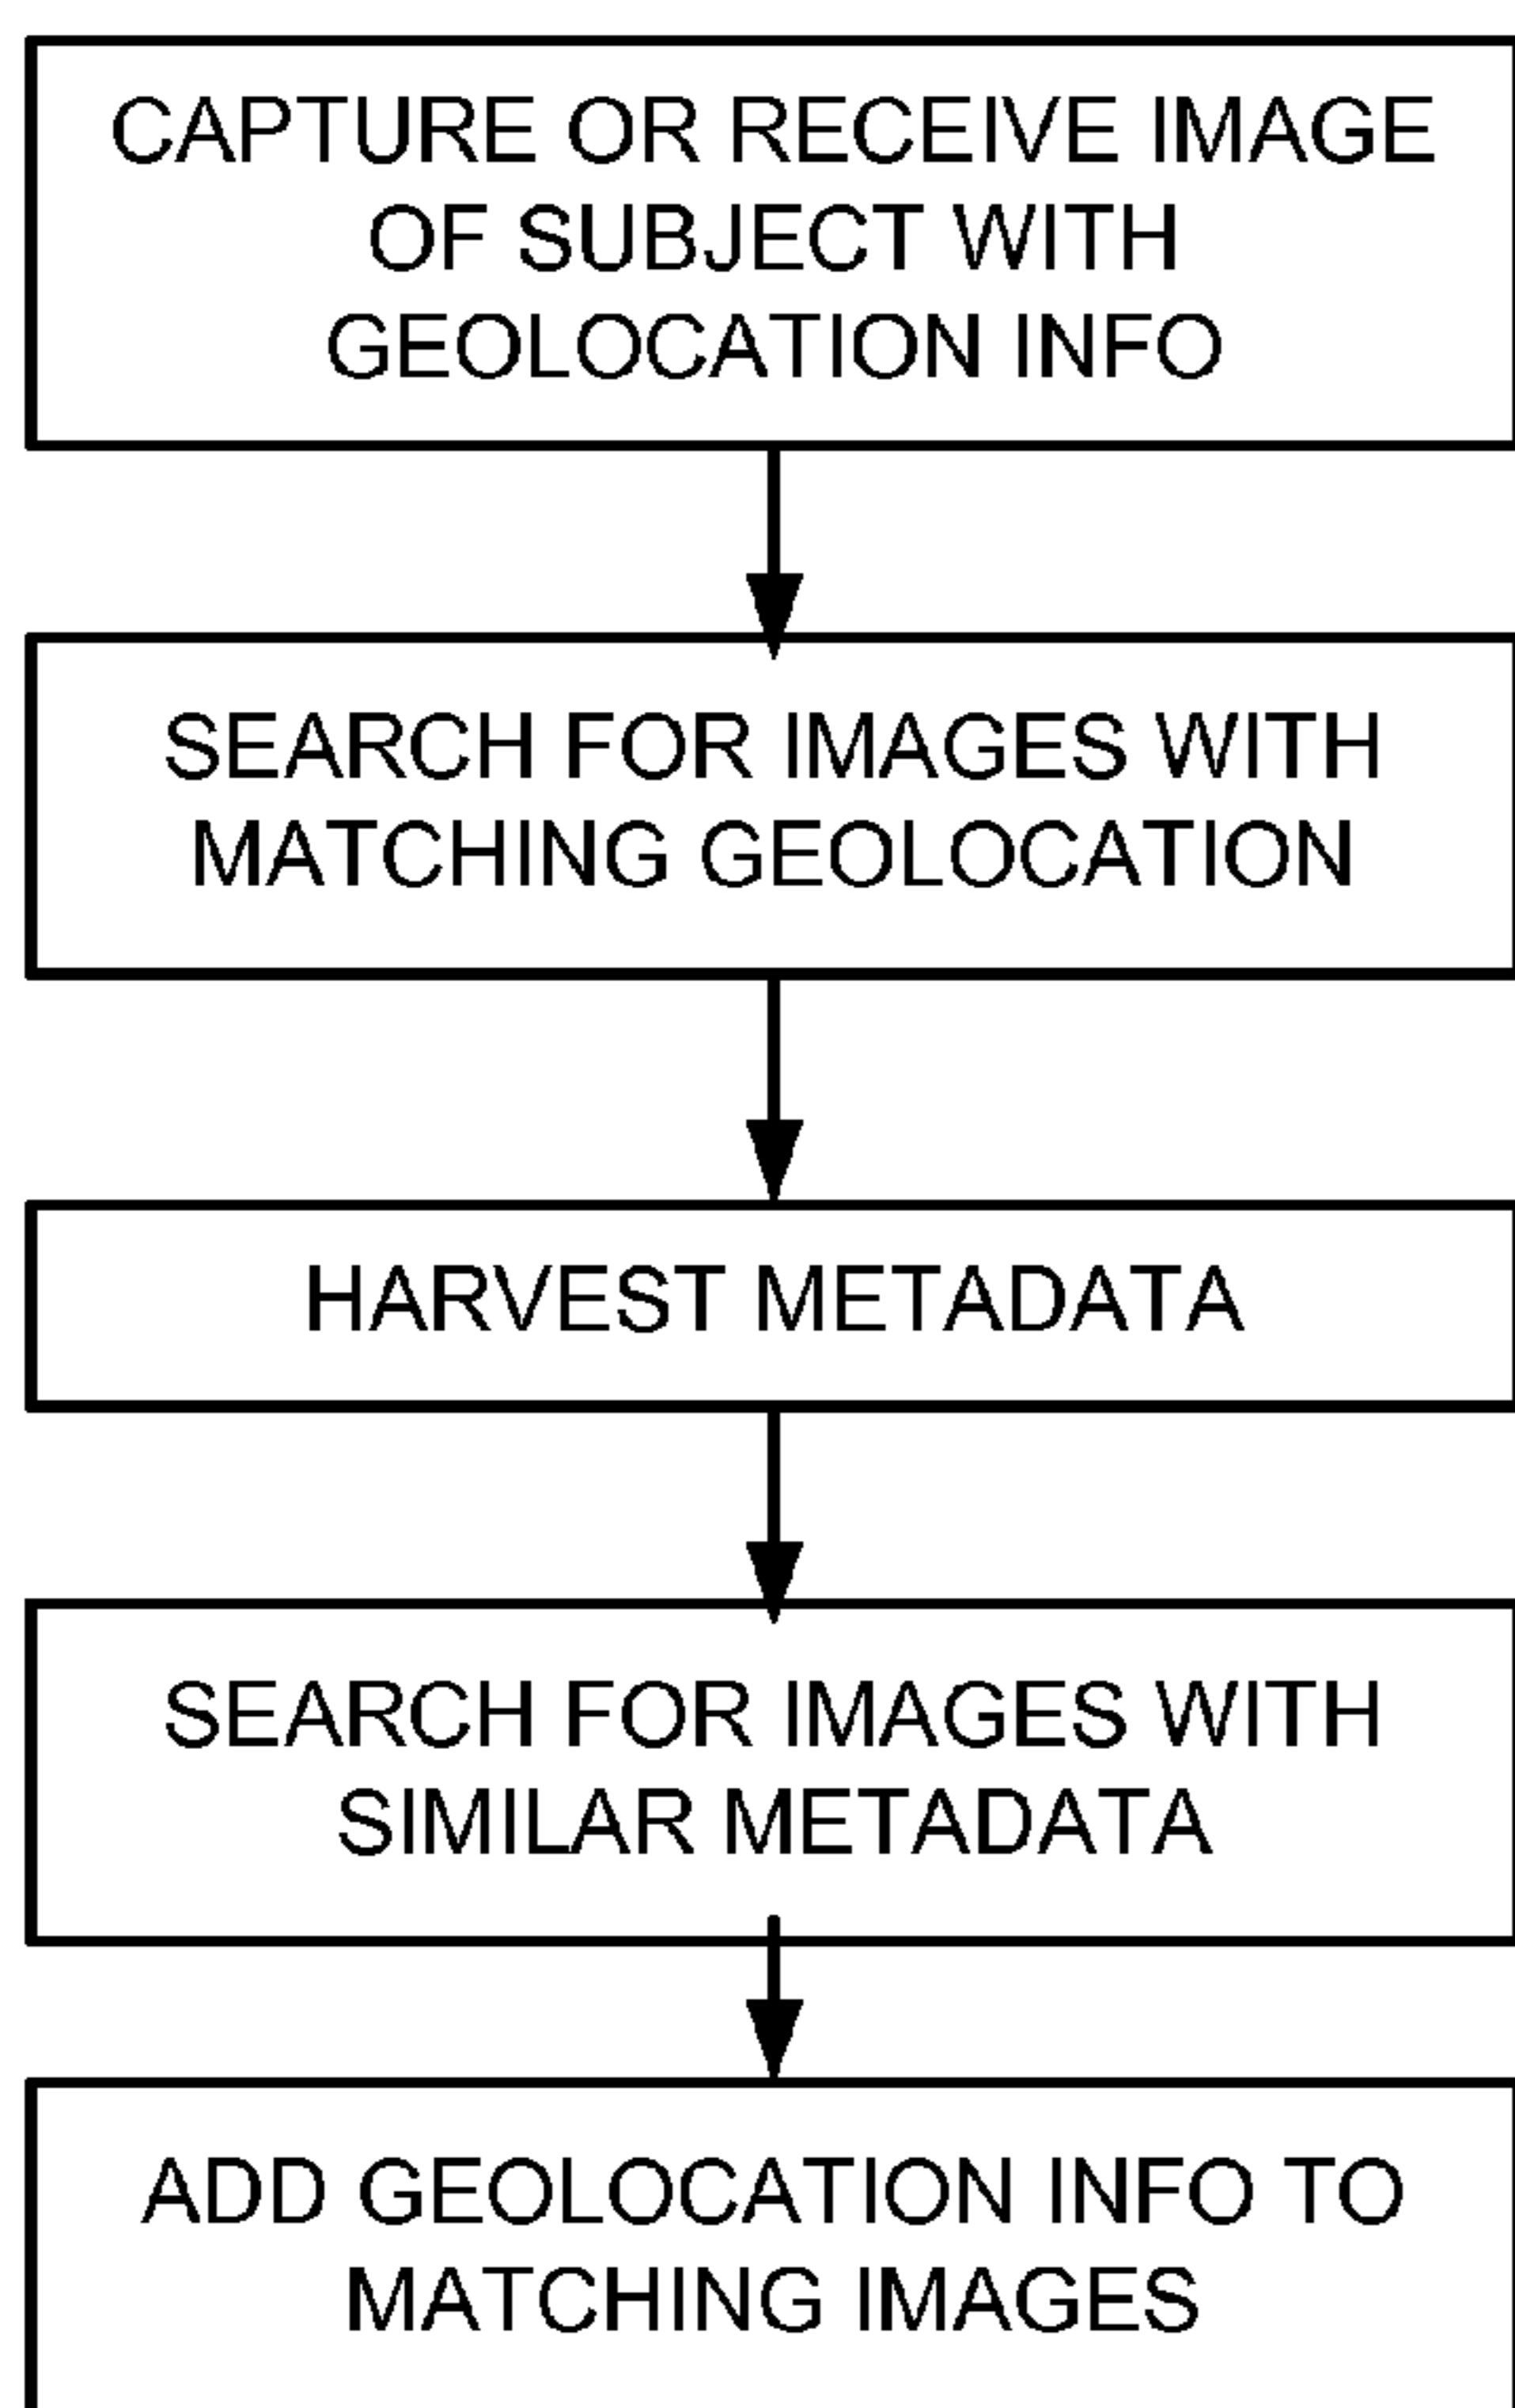 CAPTURE OR RECEIVE IMAGE
OF SUBJECT WITH
GEOLOCATION INFO
SEARCH FOR IMAGES WITH
MATCHING GEOLOCATION
HARVEST METADATA
SEARCH FOR IMAGES WITH
SIMILAR METADATA
ADD GEOLOCATION INFO TO
MATCHING IMAGES